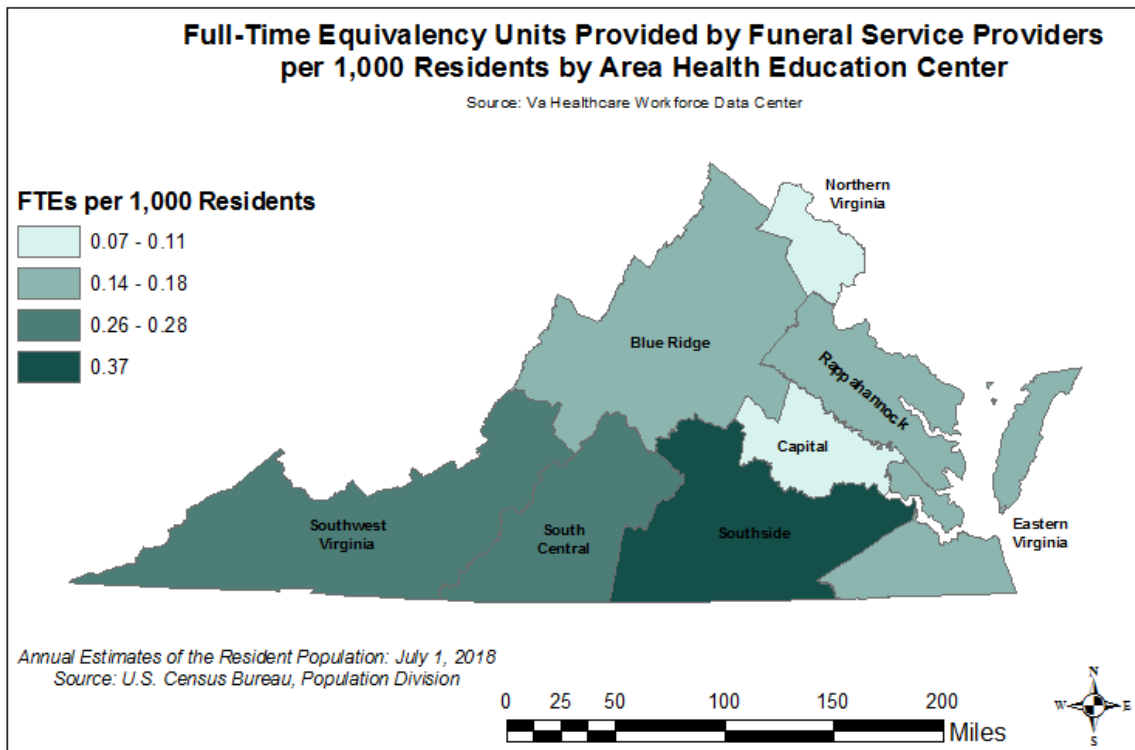 Full-Time Equivalency Units Provided by Funeral Service Providers
per 1,000 Residents by Area Health Education Center
Source: Va Healthcare Workforce Data Center
FTEs per 1,000 Residents
0.07 - 0.11
0.14 - 0.18
0.26 - 0.28
0.37
Northern
Virginia
Blue Ridge
Rappahannock
Capital
Southwest
Virginia
South
Central
Southside
Eastern
Virginia
Annual Estimates of the Resident Population: July 1, 2018
Source: U.S. Census Bureau, Population Division
0 25 50 100 150 200
Miles
N
W E
S